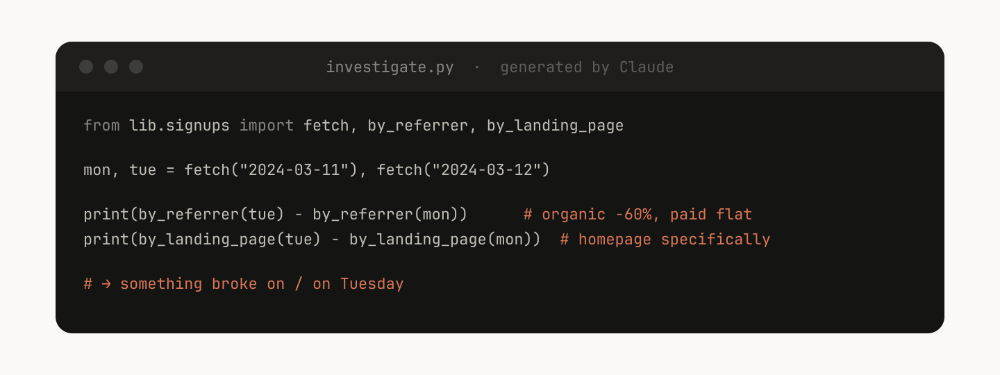 investigate.py · generated by Claude
from lib.signups import fetch, by_referrer, by_landing_page
mon, tue = fetch("2024-03-11"), fetch("2024-03-12")
print(by_referrer(tue) - by_referrer(mon))      # organic -60%, paid flat
print(by_landing_page(tue) - by_landing_page(mon))  # homepage specifically
# → something broke on / on Tuesday